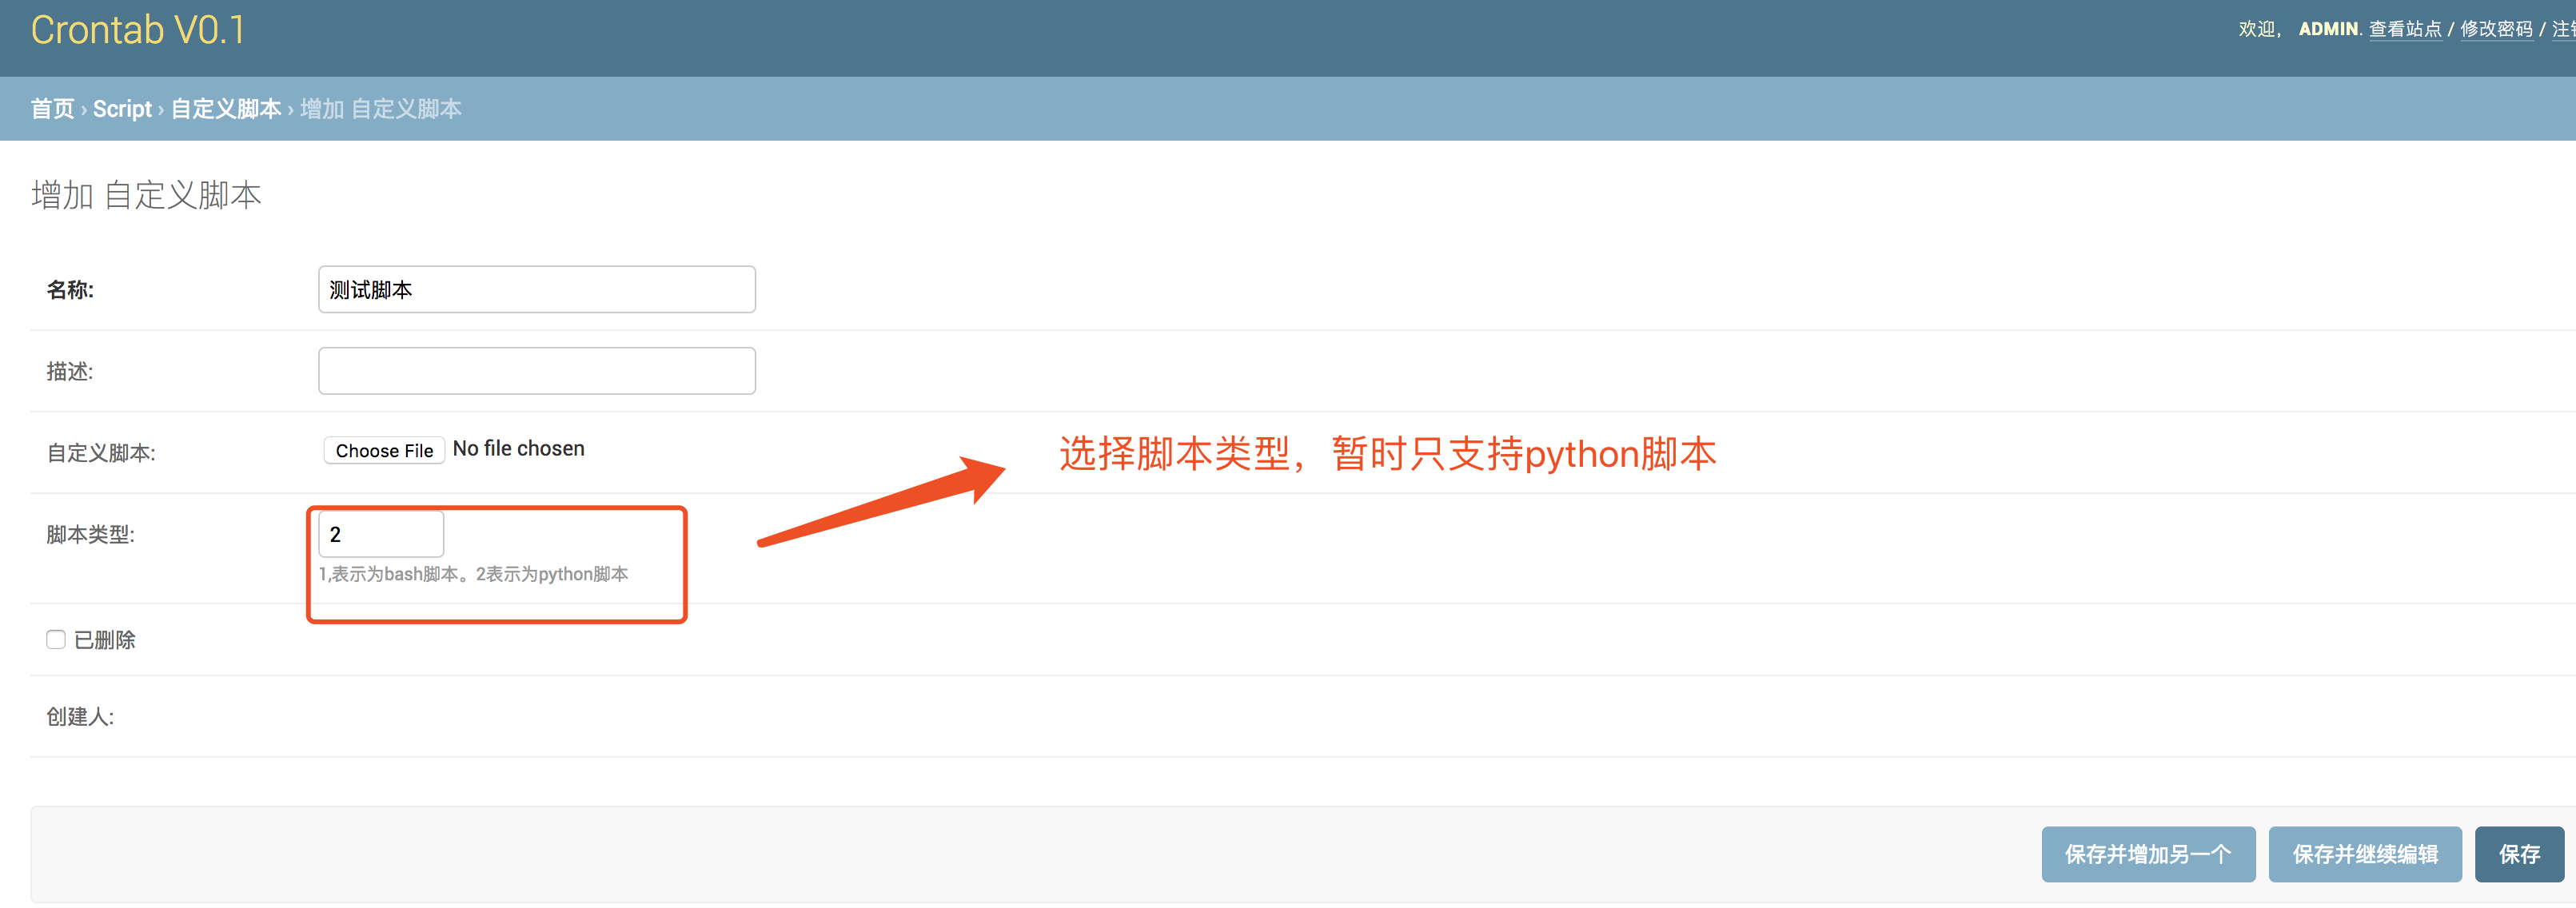 Crontab V0.1
欢迎， ADMIN. 查看站点 / 修改密码 / 注
首页 › Script › 自定义脚本 › 增加 自定义脚本
增加 自定义脚本
名称:
测试脚本
描述:
自定义脚本:
Choose File No file chosen
选择脚本类型，暂时只支持python脚本
脚本类型:
2
1,表示为bash脚本。2表示为python脚本
已删除
创建人:
保存并增加另一个
保存并继续编辑
保存